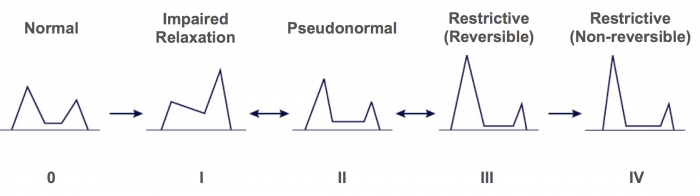 Normal
Impaired
Relaxation
Pseudonormal
Restrictive
(Reversible)
Restrictive
(Non-reversible)
0
I
II
III
IV